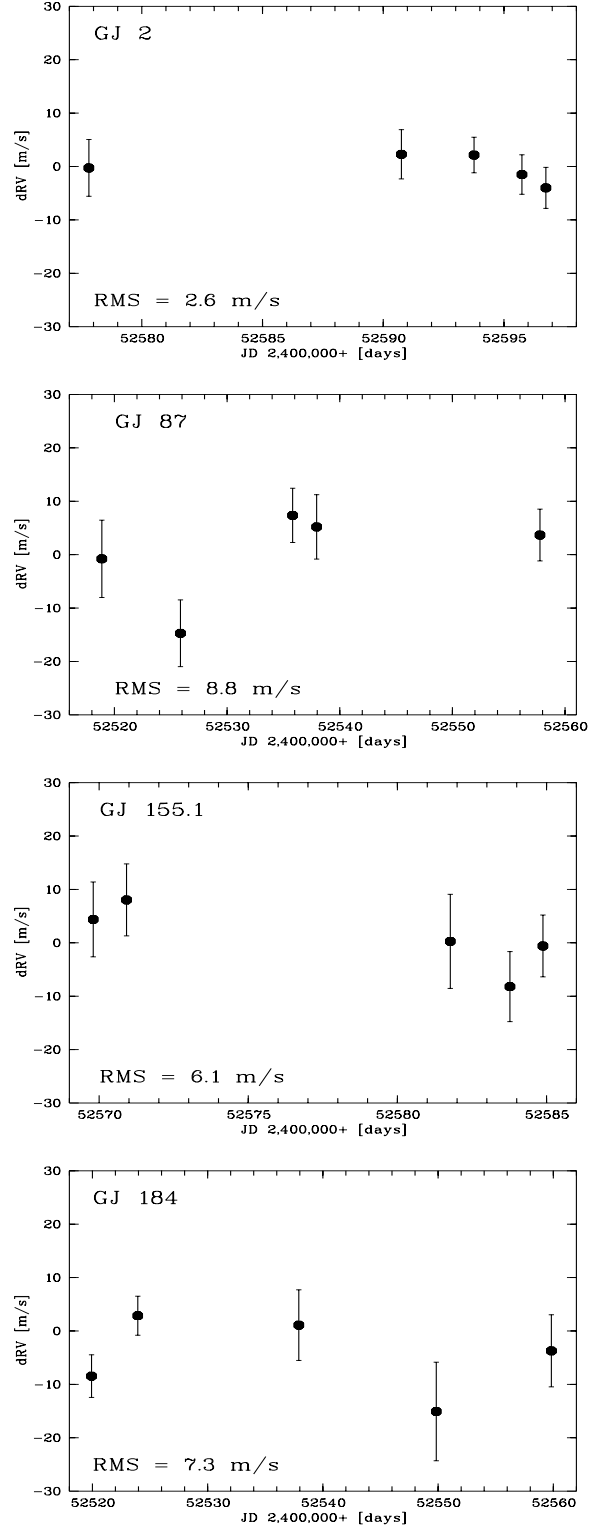 30
GJ 2
20
10
0
dRV [m/s]
-10
-20
RMS = 2.6 m/s
-30
52580 52585 52590 52595
JD 2,400,000+ [days]
30
GJ 87
20
10
0
dRV [m/s]
-10
-20
RMS = 8.8 m/s
-30
52520 52530 52540 52550 52560
JD 2,400,000+ [days]
30
GJ 155.1
20
10
0
dRV [m/s]
-10
-20
RMS = 6.1 m/s
-30
52570 52575 52580 52585
JD 2,400,000+ [days]
30
GJ 184
20
10
0
dRV [m/s]
-10
-20
RMS = 7.3 m/s
-30
52520 52530 52540 52550 52560
JD 2,400,000+ [days]